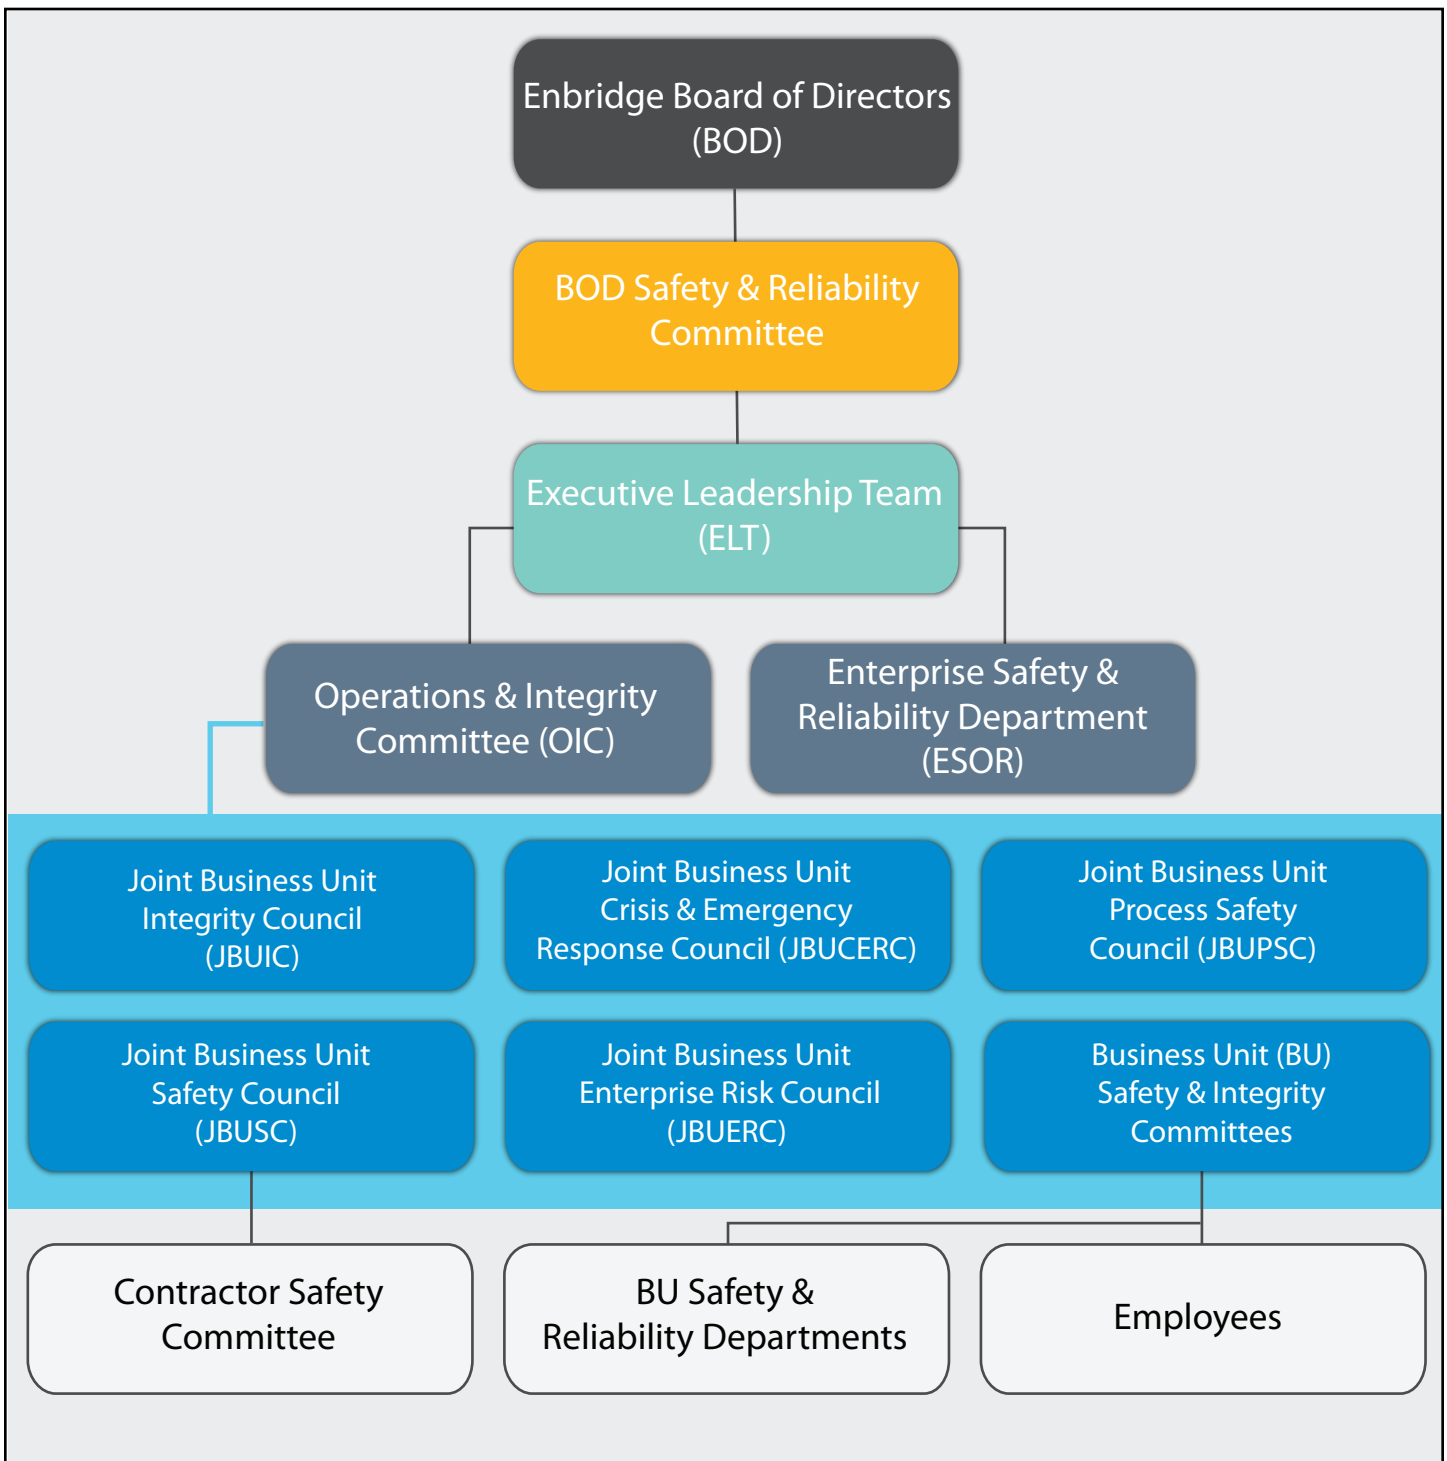 Enbridge Board of Directors
(BOD)
BOD Safety & Reliability
Committee
Executive Leadership Team
(ELT)
Operations & Integrity
Committee (OIC)
Enterprise Safety &
Reliability Department
(ESOR)
Joint Business Unit
Integrity Council
(JBUIC)
Joint Business Unit
Crisis & Emergency
Response Council (JBUCERC)
Joint Business Unit
Process Safety
Council (JBUPSC)
Joint Business Unit
Safety Council
(JBUSC)
Joint Business Unit
Enterprise Risk Council
(JBUERC)
Business Unit (BU)
Safety & Integrity
Committees
Contractor Safety
Committee
BU Safety &
Reliability Departments
Employees